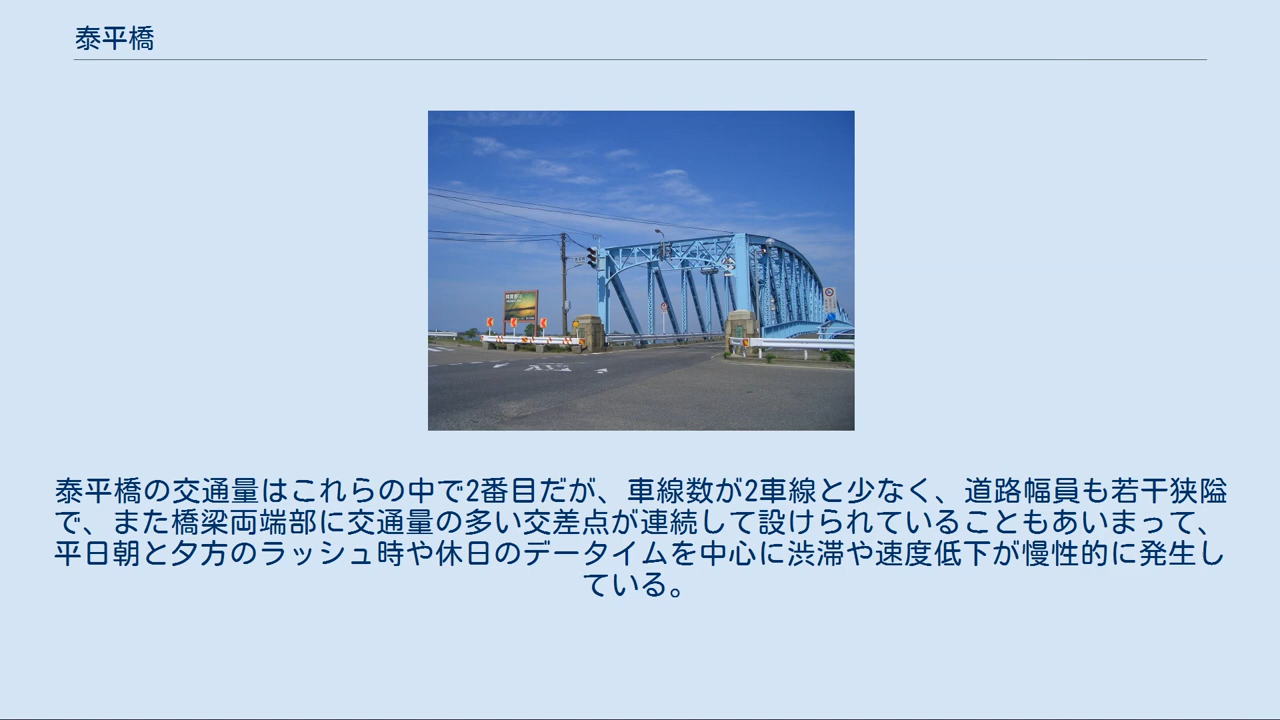 泰平橋
泰平橋の交通量はこれらの中で2番目だが、車線数が2車線と少なく、道路幅員も若干狭隘
で、また橋梁両端部に交通量の多い交差点が連続して設けられていることもあいまって、
平日朝と夕方のラッシュ時や休日のデータイムを中心に渋滞や速度低下が慢性的に発生し
ている。